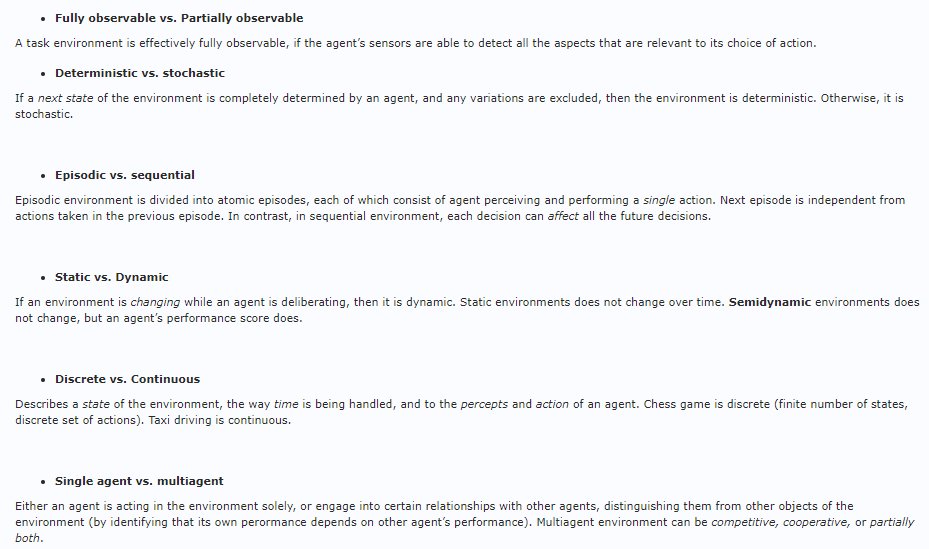 • Fully observable vs. Partially observable
A task environment is effectively fully observable, if the agent's sensors are able to detect all the aspects that are relevant to its choice of action.
• Deterministic vs. stochastic
If a next state of the environment is completely determined by an agent, and any variations are excluded, then the environment is deterministic. Otherwise, it is
stochastic.
• Episodic vs. sequential
Episodic environment is divided into atomic episodes, each of which consist of agent perceiving and performing a single action. Next episode is independent from
actions taken in the previous episode. In contrast, in sequential environment, each decision can affect all the future decisions.
• Static vs. Dynamic
If an environment is changing while an agent is deliberating, then it is dynamic. Static environments does not change over time. Semidynamic environments does
not change, but an agent's performance score does.
• Discrete vs. Continuous
Describes a state of the environment, the way time is being handled, and to the percepts and action of an agent. Chess game is discrete (finite number of states,
discrete set of actions). Taxi driving is continuous.
• Single agent vs. multiagent
Either an agent is acting in the environment solely, or engage into certain relationships with other agents, distinguishing them from other objects of the
environment (by identifying that its own perormance depends on other agent's performance). Multiagent environment can be competitive, cooperative, or partially
both.